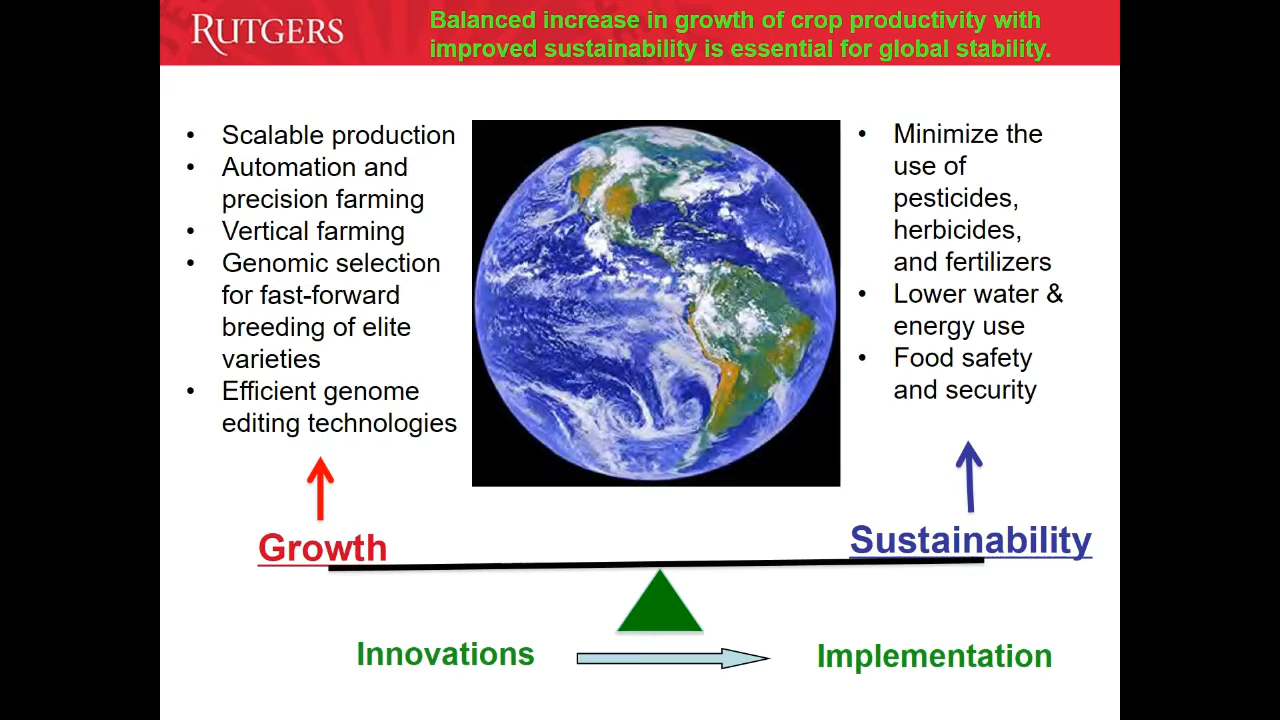 RUTGERS
Balanced increase in growth of crop productivity with
improved sustainability is essential for global stability.
• Scalable production
• Automation and
precision farming
• Vertical farming
• Genomic selection
for fast-forward
breeding of elite
varieties
• Efficient genome
editing technologies
• Minimize the
use of
pesticides,
herbicides,
and fertilizers
• Lower water &
energy use
• Food safety
and security
Growth
Sustainability
Innovations
Implementation